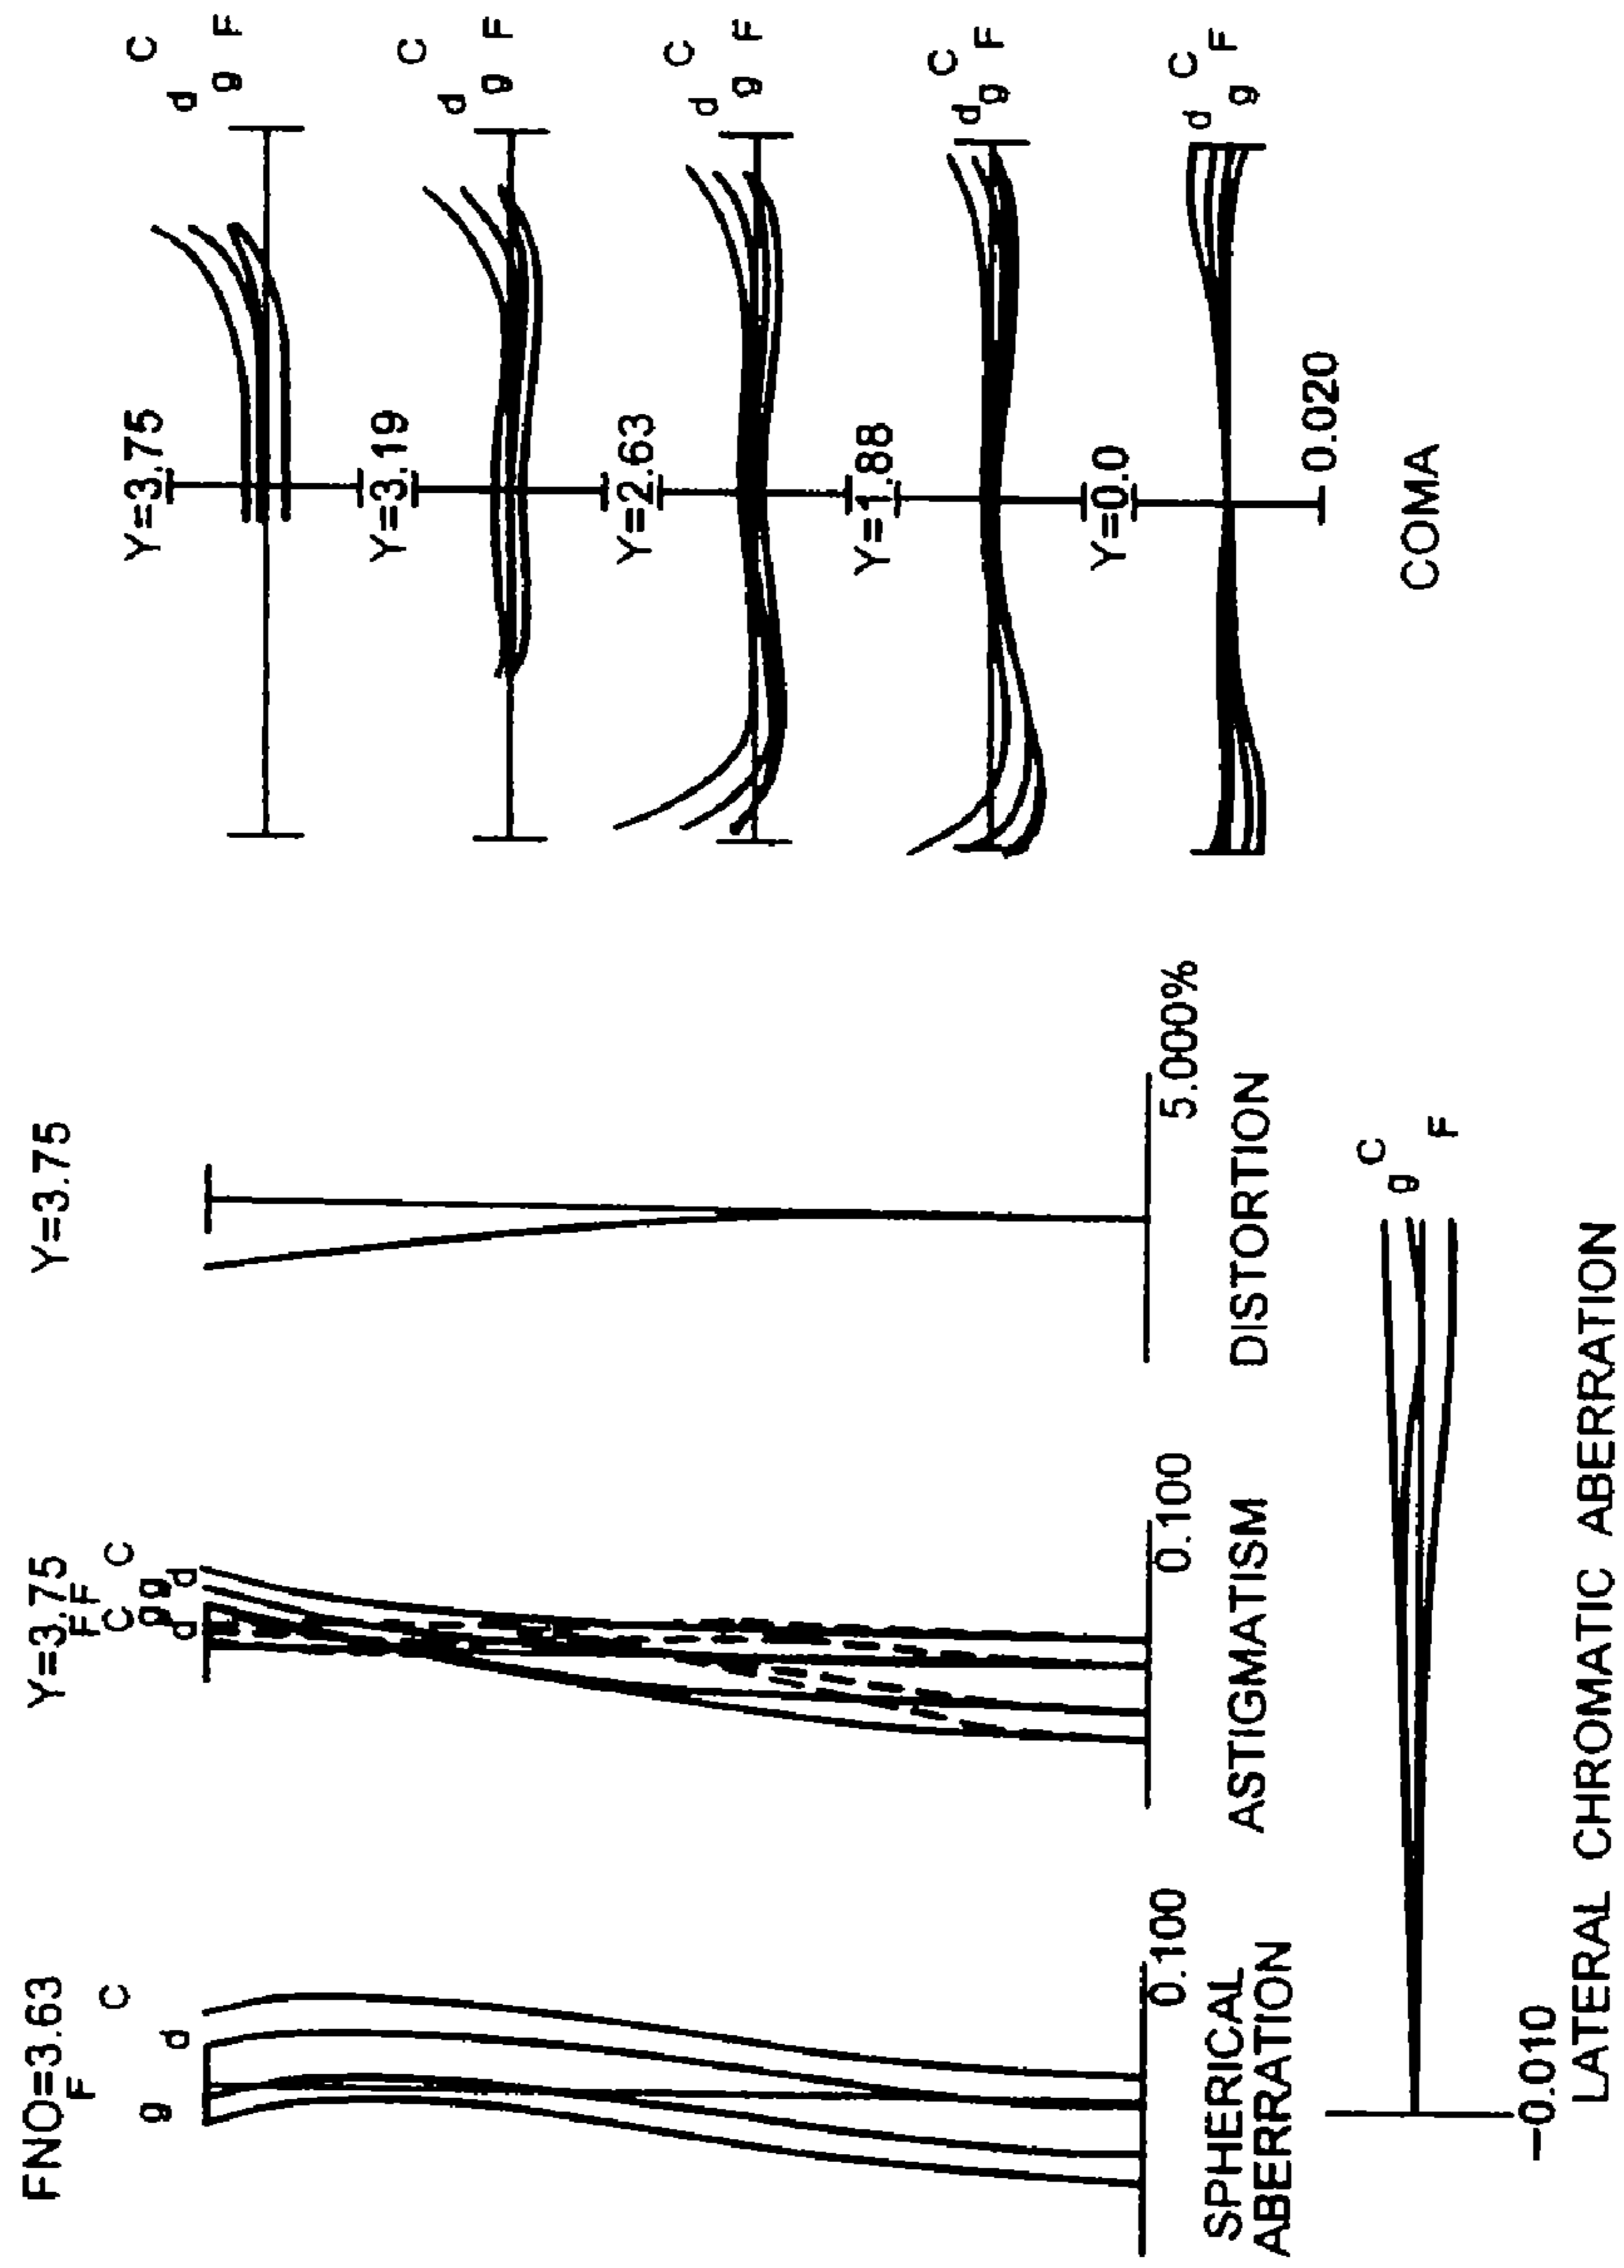 FNO=3.63
F
g d C
0.100
SPHERICAL
ABERRATION
Y=3.75
F F
C C
g g
d d
0.100
ASTIGMATISM
Y=3.75
5.000%
DISTORTION
Y=3.75
d C
g F
Y=3.19
d C
g F
Y=2.63
d C
g F
Y=1.88
d C
g F
Y=0.0
d C
g F
0.020
COMA
C
g
F
−0.010
LATERAL CHROMATIC ABERRATION